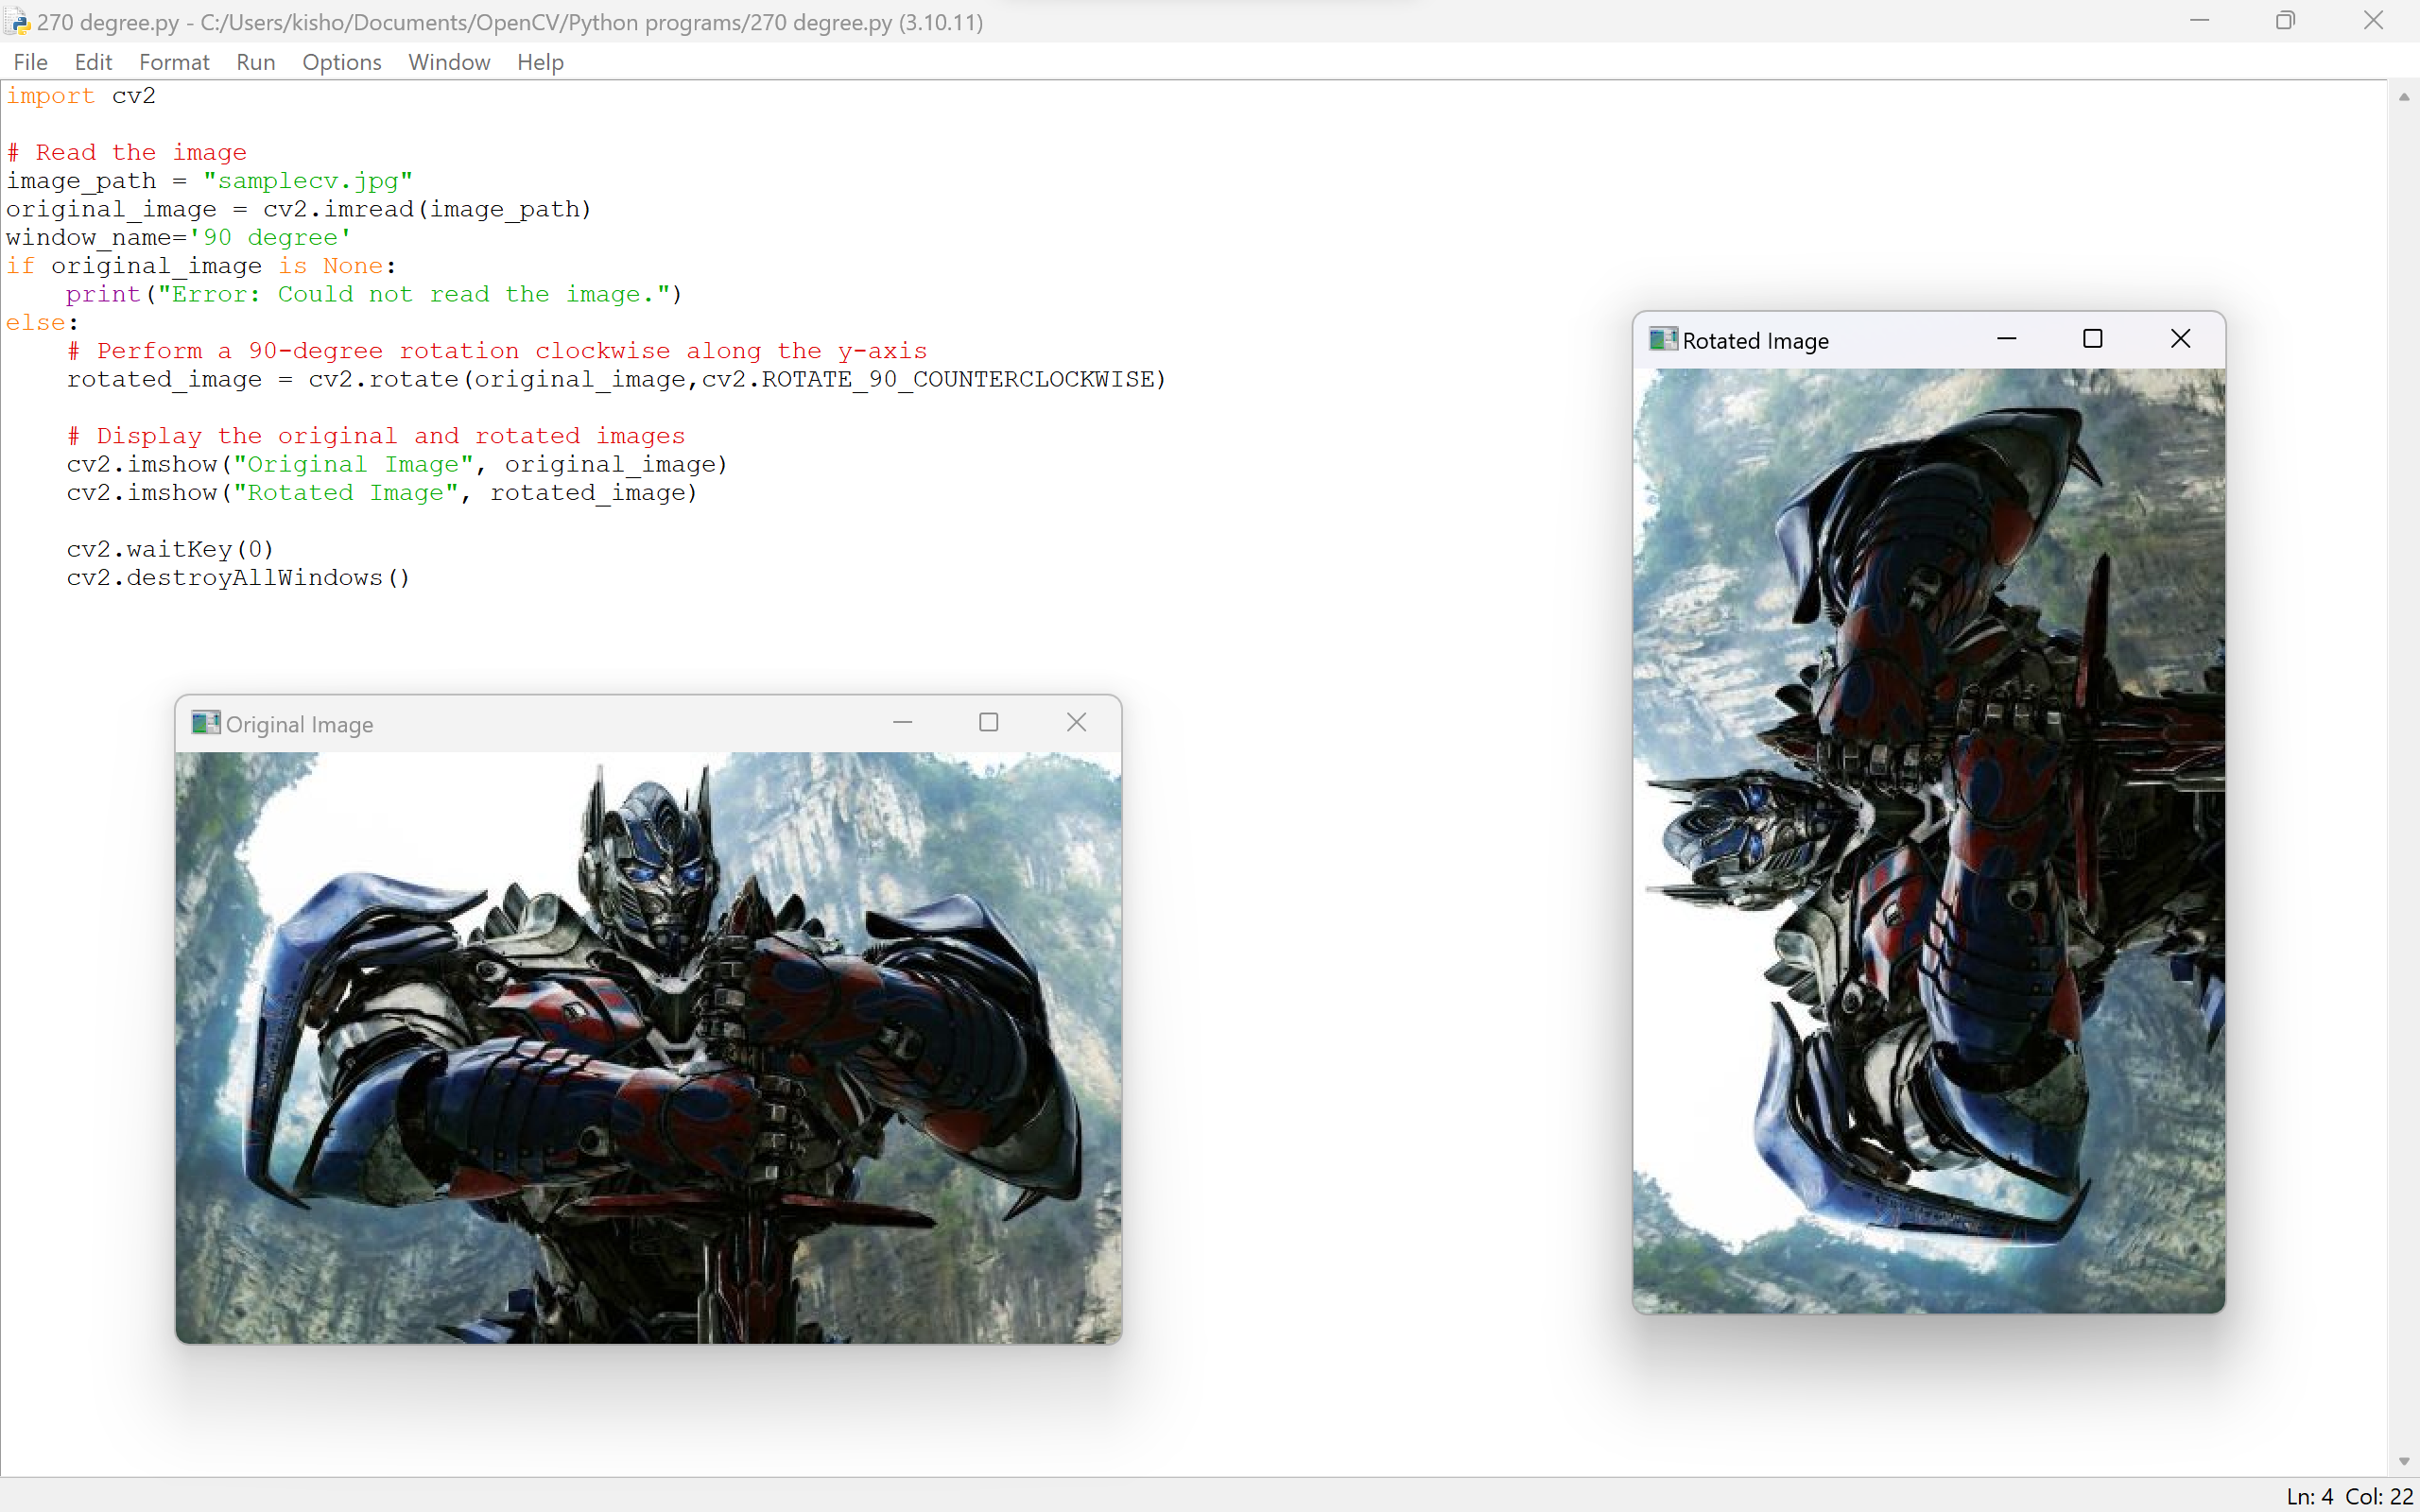 270 degree.py - C:/Users/kisho/Documents/OpenCV/Python programs/270 degree.py (3.10.11)
File Edit Format Run Options Window Help
import cv2
# Read the image
image_path = "samplecv.jpg"
original_image = cv2.imread(image_path)
window_name='90 degree'
if original_image is None:
    print("Error: Could not read the image.")
else:
    # Perform a 90-degree rotation clockwise along the y-axis
    rotated_image = cv2.rotate(original_image,cv2.ROTATE_90_COUNTERCLOCKWISE)
    # Display the original and rotated images
    cv2.imshow("Original Image", original_image)
    cv2.imshow("Rotated Image", rotated_image)
    cv2.waitKey(0)
    cv2.destroyAllWindows()
Rotated Image
Original Image
Ln: 4 Col: 22